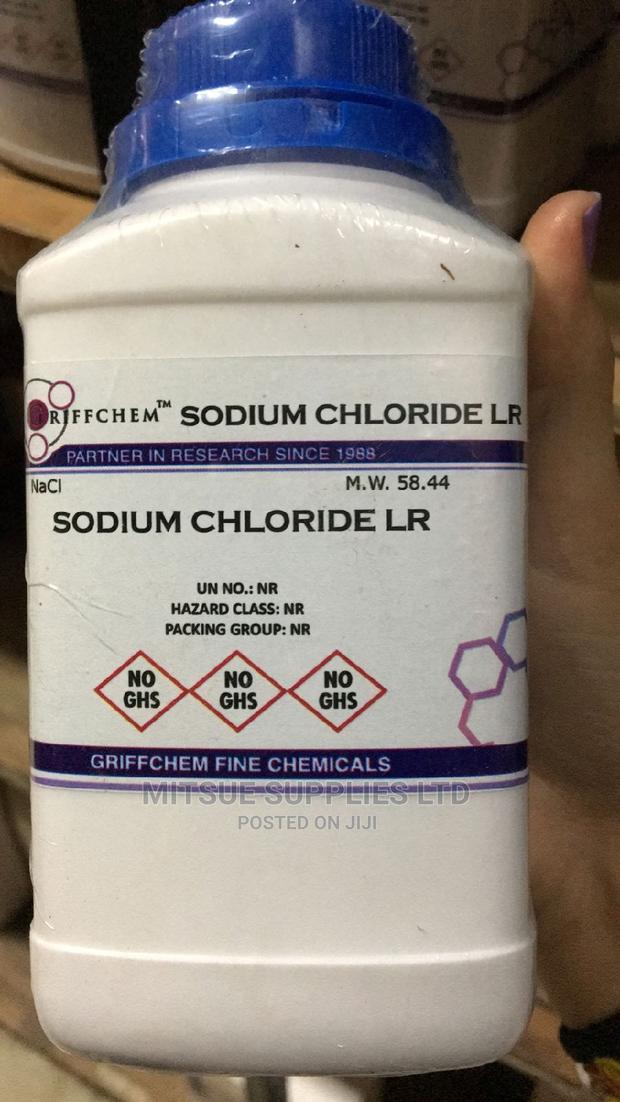 GRIFFCHEM™ SODIUM CHLORIDE LR
PARTNER IN RESEARCH SINCE 1988
NaCl M.W. 58.44
SODIUM CHLORIDE LR
UN NO.: NR
HAZARD CLASS: NR
PACKING GROUP: NR
NO GHS NO GHS NO GHS
GRIFFCHEM FINE CHEMICALS
MITSUE SUPPLIES LTD
POSTED ON JIJI